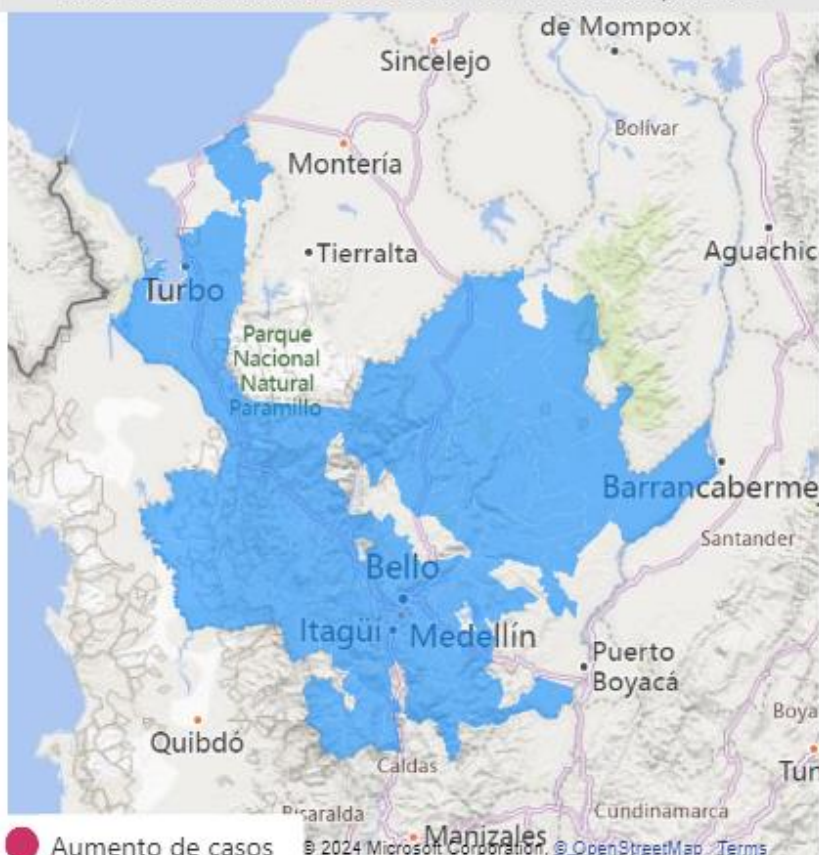 de Mompox
Sincelejo
Bolívar
Montería
Tierralta
Aguachic
Turbo
Parque
Nacional
Natural
Paramillo
Barrancaberme
Santander
Bello
Itagüí
Medellín
Puerto
Boyacá
Boya
Quibdó
Tun
Caldas
Risaralda
Cundinamarca
Manizales
Aumento de casos
© 2024 Microsoft Corporation, © OpenStreetMap Terms